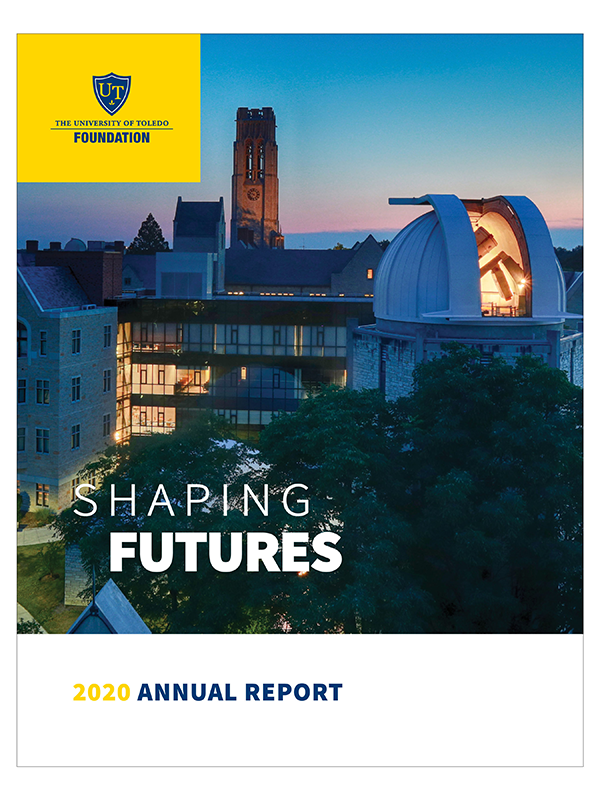 UT
THE UNIVERSITY OF TOLEDO
FOUNDATION
SHAPING
FUTURES
2020 ANNUAL REPORT